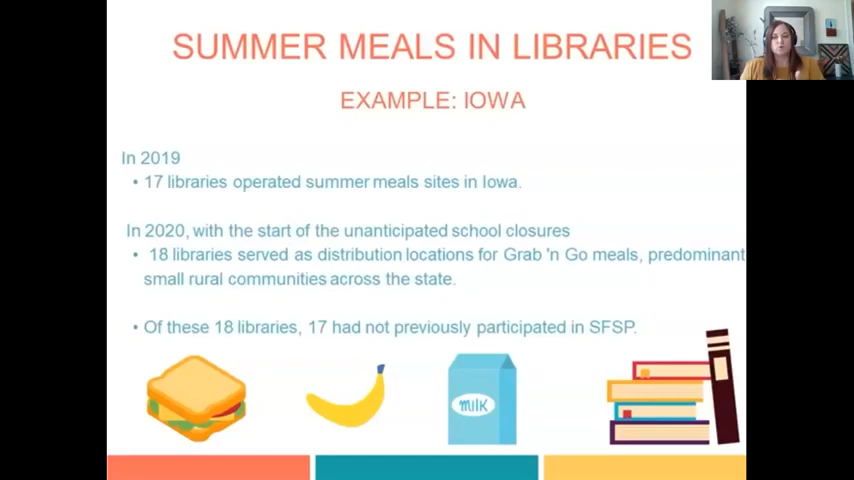 SUMMER MEALS IN LIBRARIES
EXAMPLE: IOWA
In 2019
• 17 libraries operated summer meals sites in Iowa.
In 2020, with the start of the unanticipated school closures
• 18 libraries served as distribution locations for Grab 'n Go meals, predominant
small rural communities across the state.
• Of these 18 libraries, 17 had not previously participated in SFSP.
milk